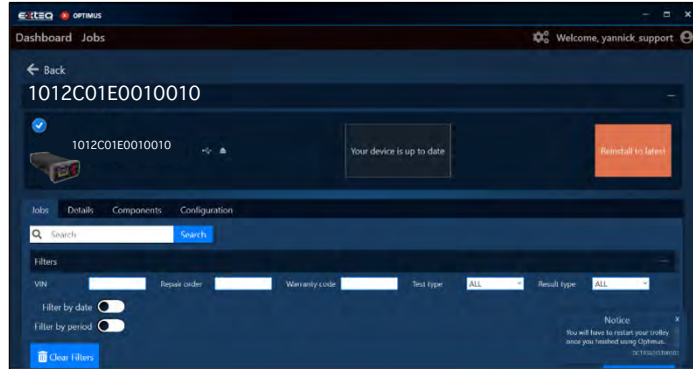 EXTEQ OPTIMUS
Dashboard Jobs
Welcome, yannick_support
Back
1012C01E0010010
1012C01E0010010
Your device is up to date
Reinstall to latest
Jobs Details Components Configuration
Search Search
Filters
VIN Repair order Warranty code Test type ALL Result type ALL
Filter by date
Filter by period
Notice x
You will have to restart your trolley
once you finished using Optimus.
Clear Filters